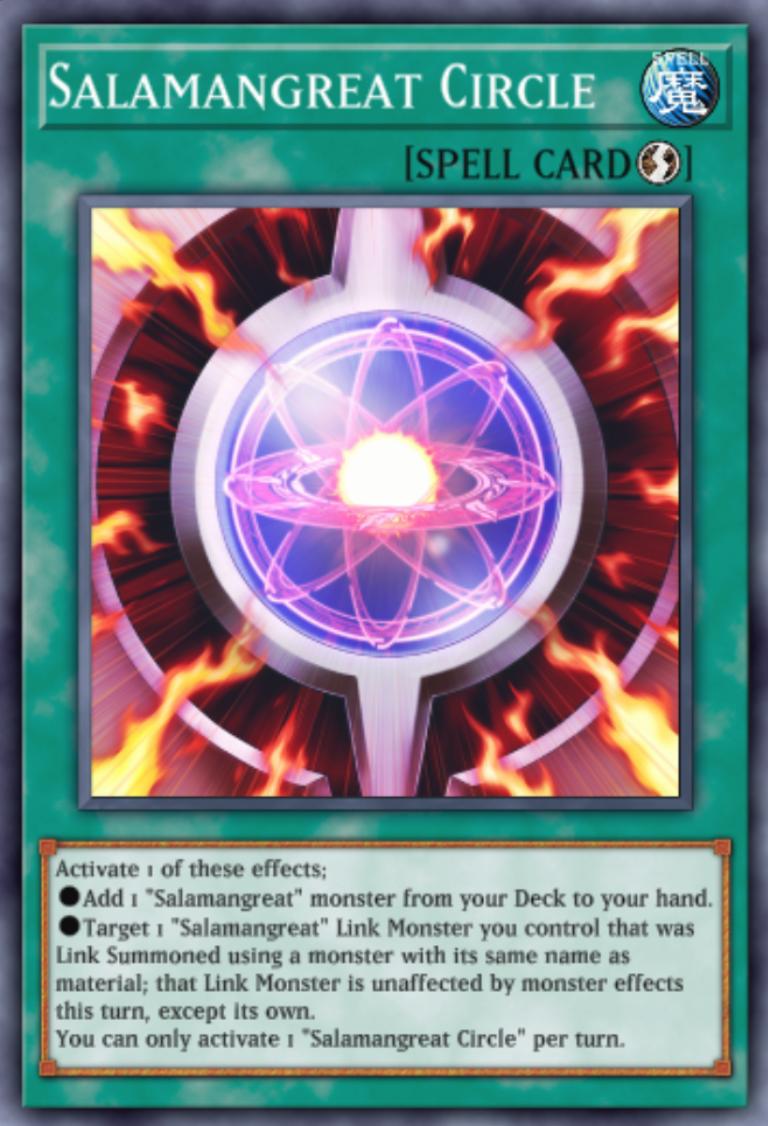 Salamangreat Circle
SPELL
魔
[SPELL CARD]
Activate 1 of these effects;
●Add 1 "Salamangreat" monster from your Deck to your hand.
●Target 1 "Salamangreat" Link Monster you control that was
Link Summoned using a monster with its same name as
material; that Link Monster is unaffected by monster effects
this turn, except its own.
You can only activate 1 "Salamangreat Circle" per turn.